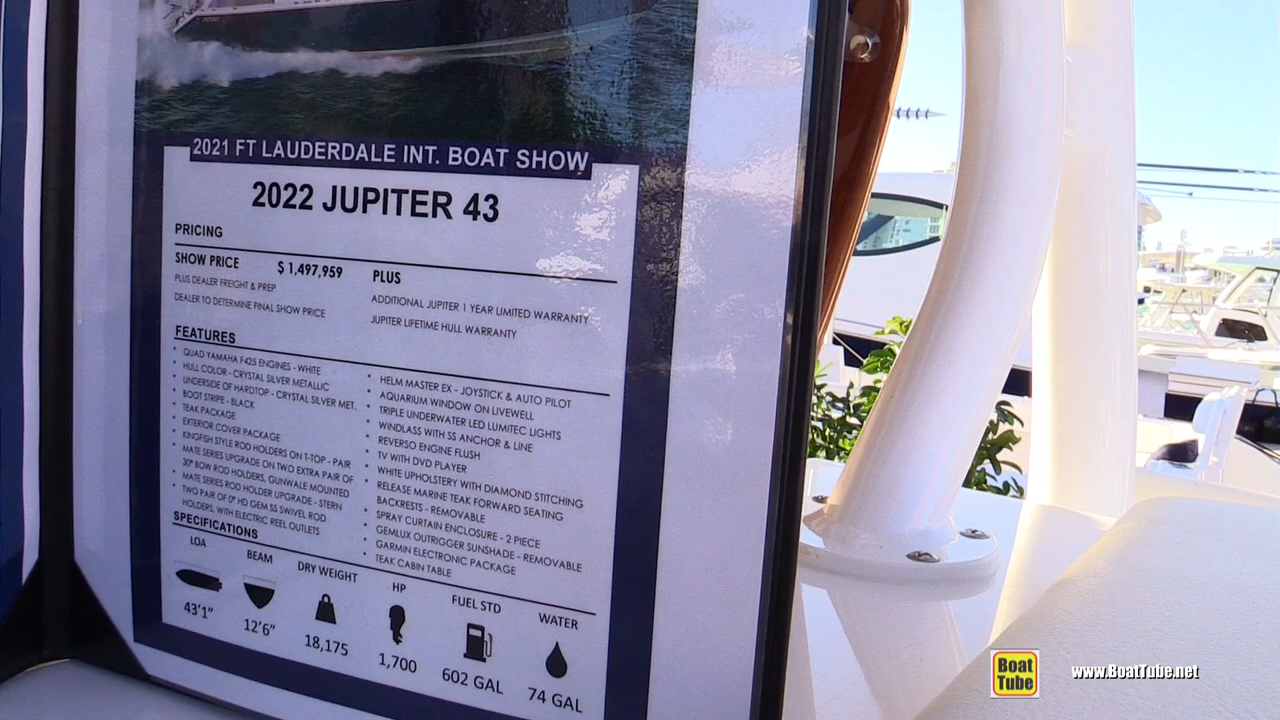 2021 FT LAUDERDALE INT. BOAT SHOW
2022 JUPITER 43
PRICING
SHOW PRICE $ 1,497,959
PLUS DEALER FREIGHT & PREP
DEALER TO DETERMINE FINAL SHOW PRICE
PLUS
ADDITIONAL JUPITER 1 YEAR LIMITED WARRANTY
JUPITER LIFETIME HULL WARRANTY
FEATURES
• QUAD YAMAHA F425 ENGINES - WHITE
• HULL COLOR - CRYSTAL SILVER METALLIC
• UNDERSIDE OF HARDTOP - CRYSTAL SILVER MET.
• BOOT STRIPE - BLACK
• TEAK PACKAGE
• EXTERIOR COVER PACKAGE
• KINGFISH STYLE ROD HOLDERS ON T-TOP - PAIR
• MATE SERIES UPGRADE ON TWO EXTRA PAIR OF
30° BOW ROD HOLDERS, GUNWALE MOUNTED
• MATE SERIES ROD HOLDER UPGRADE - STERN
• TWO PAIR OF 0° HD GEM SS SWIVEL ROD
HOLDERS, WITH ELECTRIC REEL OUTLETS
• HELM MASTER EX - JOYSTICK & AUTO PILOT
• AQUARIUM WINDOW ON LIVEWELL
• TRIPLE UNDERWATER LED LUMITEC LIGHTS
• WINDLASS WITH SS ANCHOR & LINE
• REVERSO ENGINE FLUSH
• TV WITH DVD PLAYER
• WHITE UPHOLSTERY WITH DIAMOND STITCHING
• RELEASE MARINE TEAK FORWARD SEATING
BACKRESTS - REMOVABLE
• SPRAY CURTAIN ENCLOSURE - 2 PIECE
• GEMLUX OUTRIGGER SUNSHADE - REMOVABLE
• GARMIN ELECTRONIC PACKAGE
• TEAK CABIN TABLE
SPECIFICATIONS
LOA BEAM DRY WEIGHT HP FUEL STD WATER
43'1" 12'6" 18,175 1,700 602 GAL 74 GAL
Boat
Tube
www.BoatTube.net